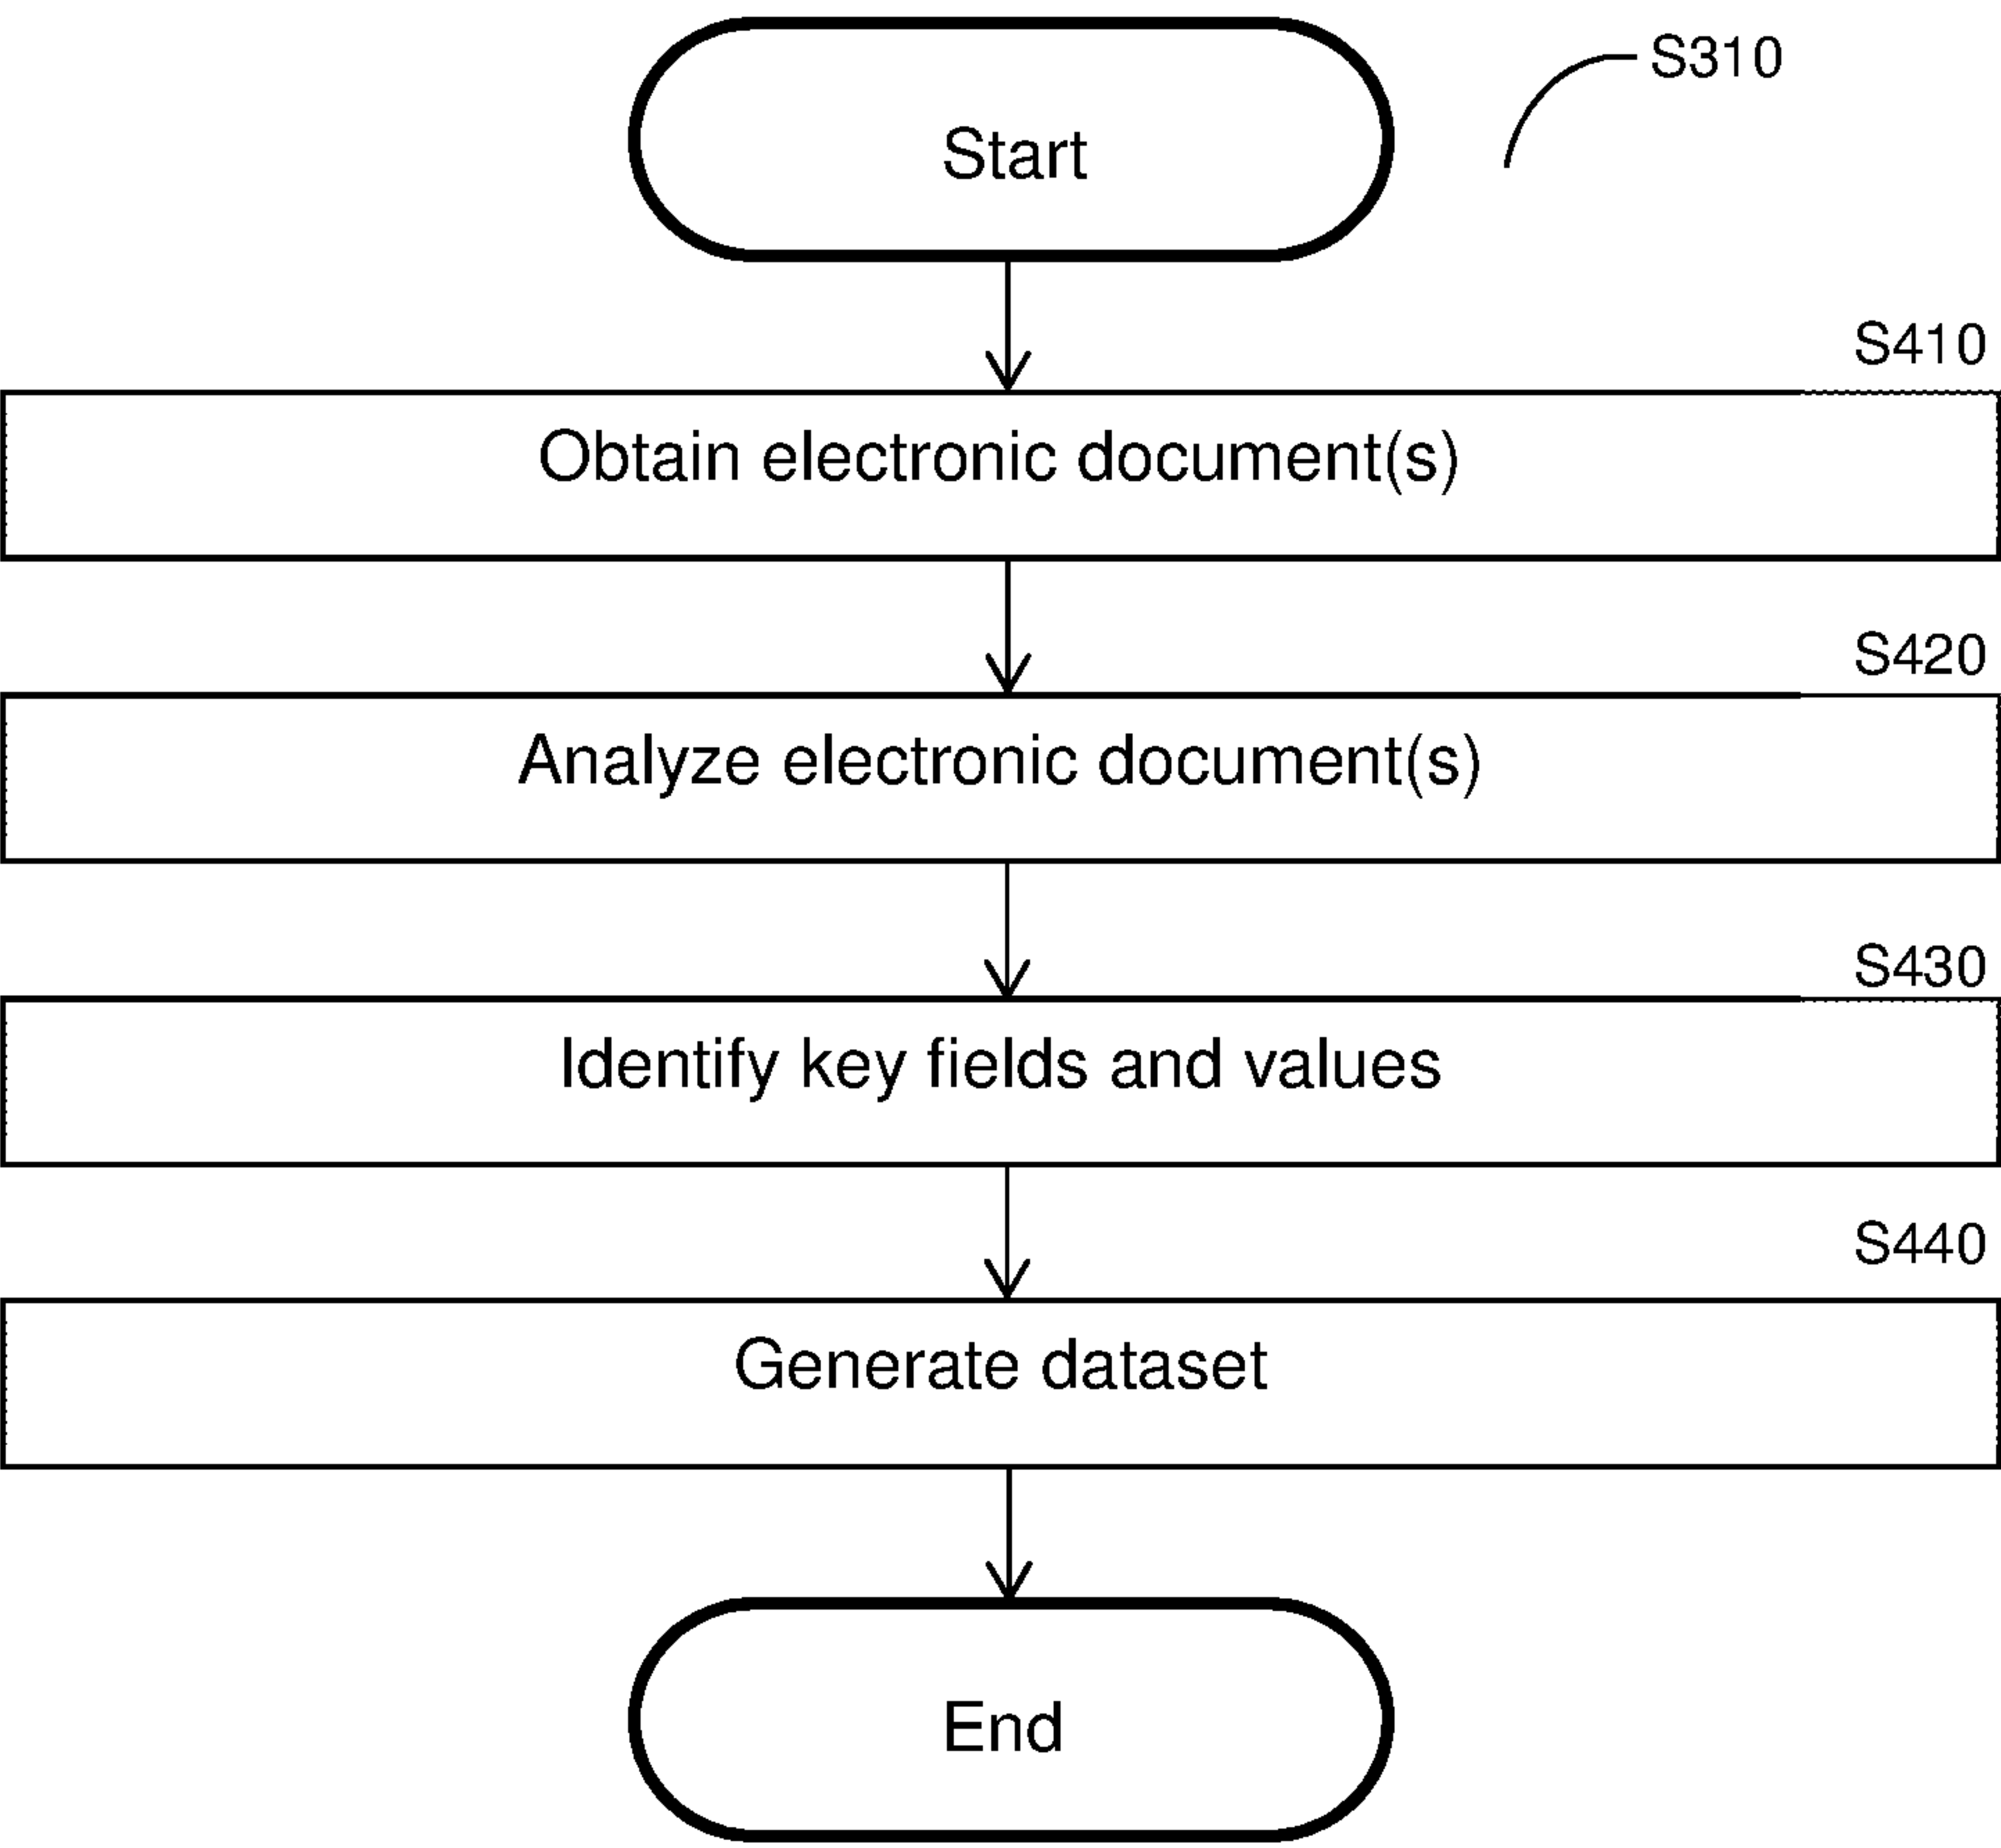 S310
Start
S410
Obtain electronic document(s)
S420
Analyze electronic document(s)
S430
Identify key fields and values
S440
Generate dataset
End